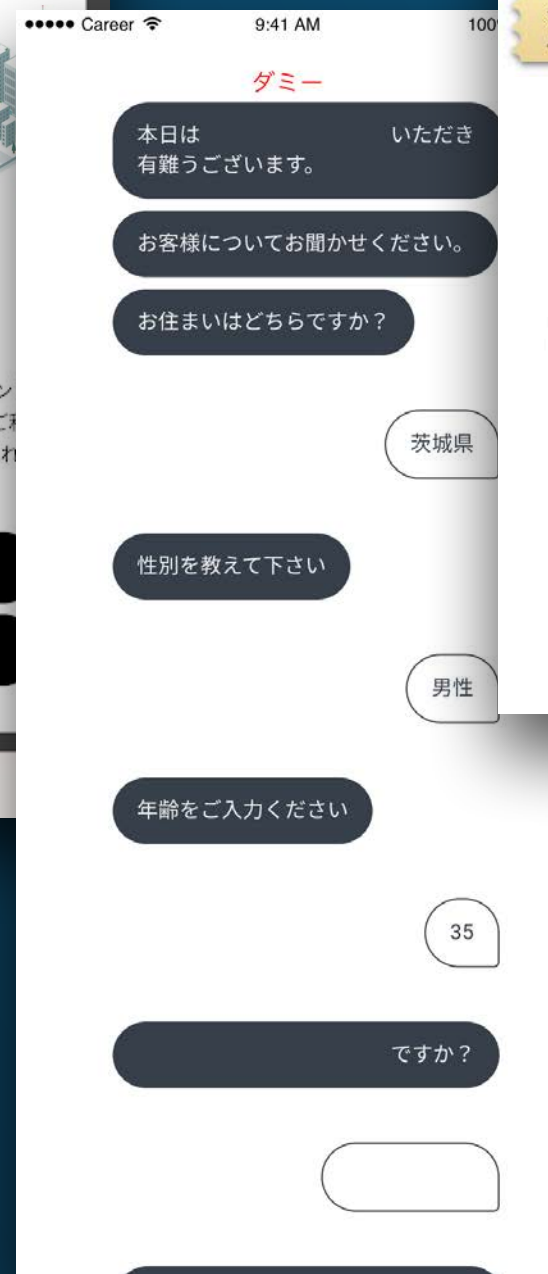 Career
9:41 AM
100
ダミー
本日は いただき
有難うございます。
お客様についてお聞かせください。
お住まいはどちらですか？
茨城県
性別を教えて下さい
男性
年齢をご入力ください
35
ですか？